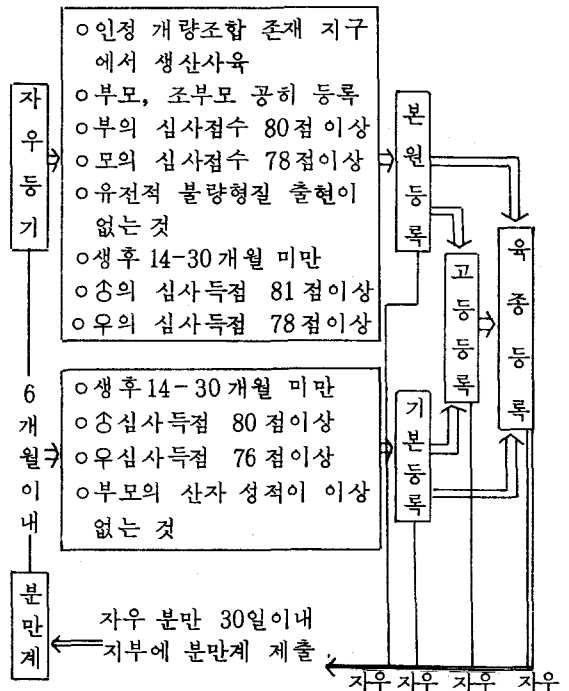 자우등기
○인정 개량조합 존재 지구
에서 생산사육
○부모, 조부모 공히 등록
○부의 심사점수 80점이상
○모의 심사점수 78점이상
○유전적 불량형질 출현이
없는 것
○생후 14-30개월 미만
○♂의 심사득점 81점이상
○우의 심사득점 78점이상
본원등록
고등등록
육종등록
6개월이내
○생후14-30개월 미만
○♂심사득점 80점이상
○우심사득점 76점이상
○부모의 산자 성적이 이상
없는 것
기본등록
분만계
자우 분만 30일이내
지부에 분만계 제출.
자우 자우 자우 자우